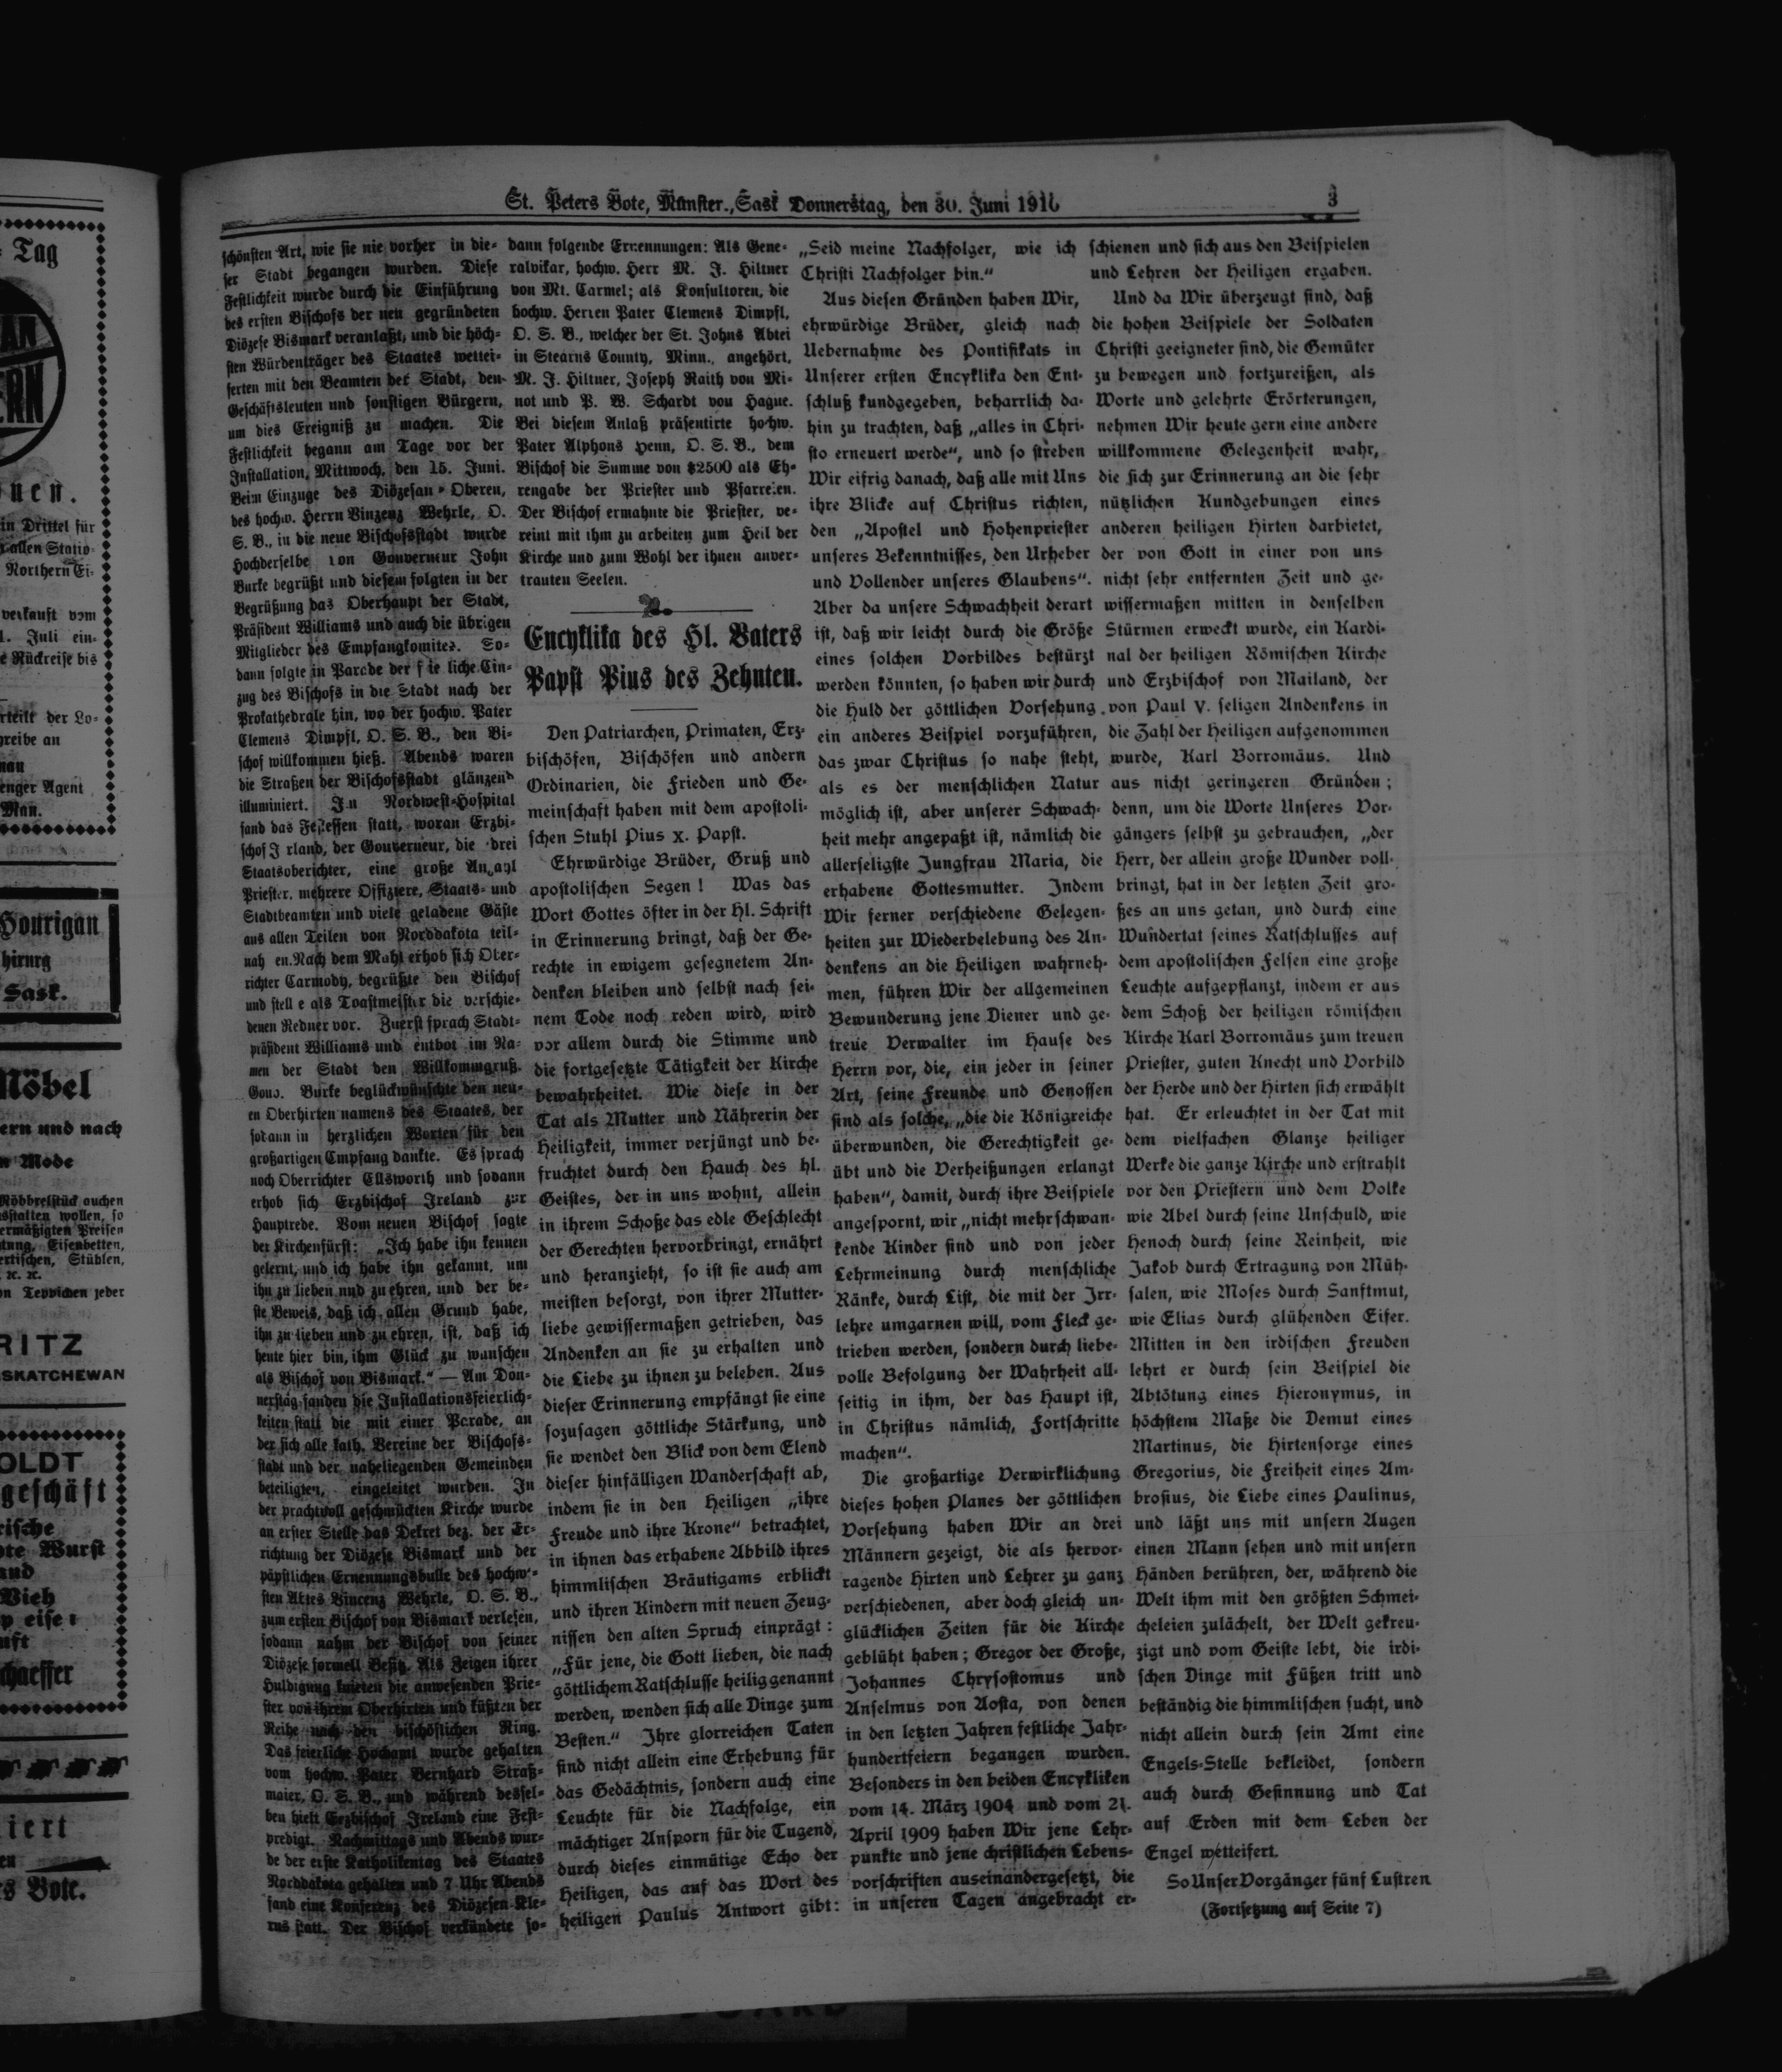 Tag
AN
ERN
nen.
in Drittel für
allen Statio-
Northern Ei-
verkauft vom
1. Juli ein-
e Rückreise bis
rteilt der Lo-
hreibe an
enger Agent
Man.
Hourigan
hirurg
Sask.
Möbel
ern und nach
Mode
Möbbrelstück auchen
usstatten wollen, so
ermäßigten Preisen
Eisenbetten,
Stühlen,
ꝛc. ꝛc.
Teppichen jeder
RITZ
SKATCHEWAN
OLDT
geschäft
Wurst
und
Vieh
chaeffer
iert
s Bote.
St. Peters Bote, Münster., Sask Donnerstag, den 30. Juni 1910
3
schönsten Art, wie sie nie vorher in die-
ser Stadt begangen wurden. Diese
Festlichkeit wurde durch die Einführung
des ersten Bischofs der neu gegründeten
Diözese Bismark veranlaßt, und die höch-
sten Würdenträger des Staates wettei-
ferten mit den Beamten der Stadt, den
Geschäftsleuten und sonstigen Bürgern,
um dies Ereigniß zu machen. Die
Festlichkeit begann am Tage vor der
Installation, Mittwoch, den 15. Juni.
Beim Einzuge des Diözesan-Oberen,
des hochw. Herrn Vinzenz Wehrle, O.
S. B., in die neue Bischofsstadt wurde
Hochderselbe von Gouverneur John
Burke begrüßt und diesem folgten in der
Begrüßung das Oberhaupt der Stadt,
Präsident Williams und auch die übrigen
Mitglieder des Empfangkomites. So-
dann folgte in Parade der feierliche Ein-
zug des Bischofs in die Stadt nach der
Prokathedrale hin, wo der hochw. Pater
Clemens Dimpfl, O. S. B., den Bi-
schof willkommen hieß. Abends waren
die Straßen der Bischofsstadt glänzend
illuminiert. In Nordwest-Hospital
fand das Festessen statt, woran Erzbi-
schof Irland, der Gouverneur, die drei
Staatsoberichter, eine große Anzahl
Priester, mehrere Offiziere, Staats- und
Stadtbeamten und viele geladene Gäste
aus allen Teilen von Norddakota teil-
nah en. Nach dem Mahl erhob sich Ober-
richter Carmody, begrüßte den Bischof
und stell e als Toastmeister die verschie-
denen Redner vor. Zuerst sprach Stadt-
präsident Williams und entbot im Na-
men der Stadt den Willkommgruß.
Gouv. Burke beglückwünschte den neu-
en Oberhirten namens des Staates, der
sodann in herzlichen Worten für den
großartigen Empfang dankte. Es sprach
noch Oberrichter Ellsworth und sodann
erhob sich Erzbischof Ireland zur
Hauptrede. Vom neuen Bischof sagte
der Kirchenfürst: „Ich habe ihn kennen
gelernt, und ich habe ihn gekannt, um
ihn zu lieben und zu ehren, und der be-
ste Beweis, daß ich allen Grund habe,
ihn zu lieben und zu ehren, ist, daß ich
heute hier bin, ihm Glück zu wünschen
als Bischof von Bismark.“ — Am Don-
nerstag fanden die Installationsfeierlich-
keiten statt die mit einer Parade, an
der sich alle kath. Vereine der Bischofs-
stadt und der naheliegenden Gemeinden
beteiligten, eingeleitet wurden. In
der prachtvoll geschmückten Kirche wurde
an erster Stelle das Dekret bez. der Er-
richtung der Diözese Bismark und der
päpstlichen Ernennungsbulle des hochw-
sten Abtes Vincenz Wehrle, O. S. B.,
zum ersten Bischof von Bismark verlesen,
sodann nahm der Bischof von seiner
Diözese formell Besitz. Als Zeigen ihrer
Huldigung knieten die anwesenden Prie-
ster von ihrem Oberhirten und küßten der
Reihe nach den bischöflichen Ring.
Das feierliche Hochamt wurde gehalten
vom hochw. Pater Bernhard Straß-
maier, O. S. B., und während dessel-
ben hielt Erzbischof Ireland eine Fest-
predigt. Nachmittags und Abends wur-
de der erste Katholikentag des Staates
Norddakota gehalten und 7 Uhr Abends
fand eine Konferenz des Diözesen-Kle-
rus statt. Der Bischof verkündete so-
dann folgende Ernennungen: Als Gene-
ralvikar, hochw. Herr M. J. Hiltner
von Mt. Carmel; als Konsultoren, die
hochw. Herren Pater Clemens Dimpfl,
O. S. B., welcher der St. Johns Abtei
in Stearns County, Minn., angehört,
M. J. Hiltner, Joseph Raith von Mi-
not und P. W. Schardt von Hague.
Bei diesem Anlaß präsentirte hohw.
Pater Alphons Henn, O. S. B., dem
Bischof die Summe von $2500 als Eh-
rengabe der Priester und Pfarreien.
Der Bischof ermahnte die Priester, ve-
reint mit ihm zu arbeiten zum Heil der
Kirche und zum Wohl der ihnen anver-
trauten Seelen.
Encyklika des Hl. Vaters
Papst Pius des Zehnten.
Den Patriarchen, Primaten, Erz-
bischöfen, Bischöfen und andern
Ordinarien, die Frieden und Ge-
meinschaft haben mit dem apostoli-
schen Stuhl Pius X. Papst.
Ehrwürdige Brüder, Gruß und
apostolischen Segen! Was das
Wort Gottes öfter in der hl. Schrift
in Erinnerung bringt, daß der Ge-
rechte in ewigem gesegnetem An-
denken bleiben und selbst nach sei-
nem Tode noch reden wird, wird
vor allem durch die Stimme und
die fortgesetzte Tätigkeit der Kirche
bewahrheitet. Wie diese in der
Tat als Mutter und Nährerin der
Heiligkeit, immer verjüngt und be-
fruchtet durch den Hauch des hl.
Geistes, der in uns wohnt, allein
in ihrem Schoße das edle Geschlecht
der Gerechten hervorbringt, ernährt
und heranzieht, so ist sie auch am
meisten besorgt, von ihrer Mutter-
liebe gewissermaßen getrieben, das
Andenken an sie zu erhalten und
die Liebe zu ihnen zu beleben. Aus
dieser Erinnerung empfängt sie eine
sozusagen göttliche Stärkung, und
sie wendet den Blick von dem Elend
dieser hinfälligen Wanderschaft ab,
indem sie in den Heiligen „ihre
Freude und ihre Krone“ betrachtet,
in ihnen das erhabene Abbild ihres
himmlischen Bräutigams erblickt
und ihren Kindern mit neuen Zeug-
nissen den alten Spruch einprägt:
„Für jene, die Gott lieben, die nach
göttlichem Ratschlusse heilig genannt
werden, wenden sich alle Dinge zum
Besten.“ Ihre glorreichen Taten
sind nicht allein eine Erhebung für
das Gedächtnis, sondern auch eine
Leuchte für die Nachfolge, ein
mächtiger Ansporn für die Tugend,
durch dieses einmütige Echo der
Heiligen, das auf das Wort des
heiligen Paulus Antwort gibt:
„Seid meine Nachfolger, wie ich
Christi Nachfolger bin.“
Aus diesen Gründen haben Wir,
ehrwürdige Brüder, gleich nach
Uebernahme des Pontifikats in
Unserer ersten Encyklika den Ent-
schluß kundgegeben, beharrlich da-
hin zu trachten, daß „alles in Chri-
sto erneuert werde“, und so streben
Wir eifrig danach, daß alle mit Uns
ihre Blicke auf Christus richten,
den „Apostel und Hohenpriester
unseres Bekenntnisses, den Urheber
und Vollender unseres Glaubens“.
Aber da unsere Schwachheit derart
ist, daß wir leicht durch die Größe
eines solchen Vorbildes bestürzt
werden könnten, so haben wir durch
die Huld der göttlichen Vorsehung
ein anderes Beispiel vorzuführen,
das zwar Christus so nahe steht,
als es der menschlichen Natur
möglich ist, aber unserer Schwach-
heit mehr angepaßt ist, nämlich die
allerseligste Jungfrau Maria, die
erhabene Gottesmutter. Indem
Wir ferner verschiedene Gelegen-
heiten zur Wiederbelebung des An-
denkens an die Heiligen wahrneh-
men, führen Wir der allgemeinen
Bewunderung jene Diener und ge-
treue Verwalter im Hause des
Herrn vor, die, ein jeder in seiner
Art, seine Freunde und Genossen
sind als solche, „die die Königreiche
überwunden, die Gerechtigkeit ge-
übt und die Verheißungen erlangt
haben“, damit, durch ihre Beispiele
angespornt, wir „nicht mehr schwan-
kende Kinder sind und von jeder
Lehrmeinung durch menschliche
Ränke, durch List, die mit der Irr-
lehre umgarnen will, vom Fleck ge-
trieben werden, sondern durch liebe-
volle Befolgung der Wahrheit all-
seitig in ihm, der das Haupt ist,
in Christus nämlich, Fortschritte
machen“.
Die großartige Verwirklichung
dieses hohen Planes der göttlichen
Vorsehung haben Wir an drei
Männern gezeigt, die als hervor-
ragende Hirten und Lehrer zu ganz
verschiedenen, aber doch gleich un-
glücklichen Zeiten für die Kirche
geblüht haben; Gregor der Große,
Johannes Chrysostomus und
Anselmus von Aosta, von denen
in den letzten Jahren festliche Jahr-
hundertfeiern begangen wurden.
Besonders in den beiden Encykliken
vom 14. März 1904 und vom 21.
April 1909 haben Wir jene Lehr-
punkte und jene christlichen Lebens-
vorschriften auseinandergesetzt, die
in unseren Tagen angebracht er-
schienen und sich aus den Beispielen
und Lehren der Heiligen ergaben.
Und da Wir überzeugt sind, daß
die hohen Beispiele der Soldaten
Christi geeigneter sind, die Gemüter
zu bewegen und fortzureißen, als
Worte und gelehrte Erörterungen,
nehmen Wir heute gern eine andere
willkommene Gelegenheit wahr,
die sich zur Erinnerung an die sehr
nützlichen Kundgebungen eines
anderen heiligen Hirten darbietet,
der von Gott in einer von uns
nicht sehr entfernten Zeit und ge-
wissermaßen mitten in denselben
Stürmen erweckt wurde, ein Kardi-
nal der heiligen Römischen Kirche
und Erzbischof von Mailand, der
von Paul V. seligen Andenkens in
die Zahl der Heiligen aufgenommen
wurde, Karl Borromäus. Und
aus nicht geringeren Gründen;
denn, um die Worte Unseres Vor-
gängers selbst zu gebrauchen, „der
Herr, der allein große Wunder voll-
bringt, hat in der letzten Zeit gro-
ßes an uns getan, und durch eine
Wundertat seines Ratschlusses auf
dem apostolischen Felsen eine große
Leuchte aufgepflanzt, indem er aus
dem Schoß der heiligen römischen
Kirche Karl Borromäus zum treuen
Priester, guten Knecht und Vorbild
der Herde und der Hirten sich erwählt
hat. Er erleuchtet in der Tat mit
dem vielfachen Glanze heiliger
Werke die ganze Kirche und erstrahlt
vor den Priestern und dem Volke
wie Abel durch seine Unschuld, wie
Henoch durch seine Reinheit, wie
Jakob durch Ertragung von Müh-
salen, wie Moses durch Sanftmut,
wie Elias durch glühenden Eifer.
Mitten in den irdischen Freuden
lehrt er durch sein Beispiel die
Abtötung eines Hieronymus, in
höchstem Maße die Demut eines
Martinus, die Hirtensorge eines
Gregorius, die Freiheit eines Am-
brosius, die Liebe eines Paulinus,
und läßt uns mit unsern Augen
einen Mann sehen und mit unsern
Händen berühren, der, während die
Welt ihm mit den größten Schmei-
cheleien zulächelt, der Welt gekreu-
zigt und vom Geiste lebt, die irdi-
schen Dinge mit Füßen tritt und
beständig die himmlischen sucht, und
nicht allein durch sein Amt eine
Engels-Stelle bekleidet, sondern
auch durch Gesinnung und Tat
auf Erden mit dem Leben der
Engel wetteifert.
So Unser Vorgänger fünf Lustren
(Fortsetzung auf Seite 7)